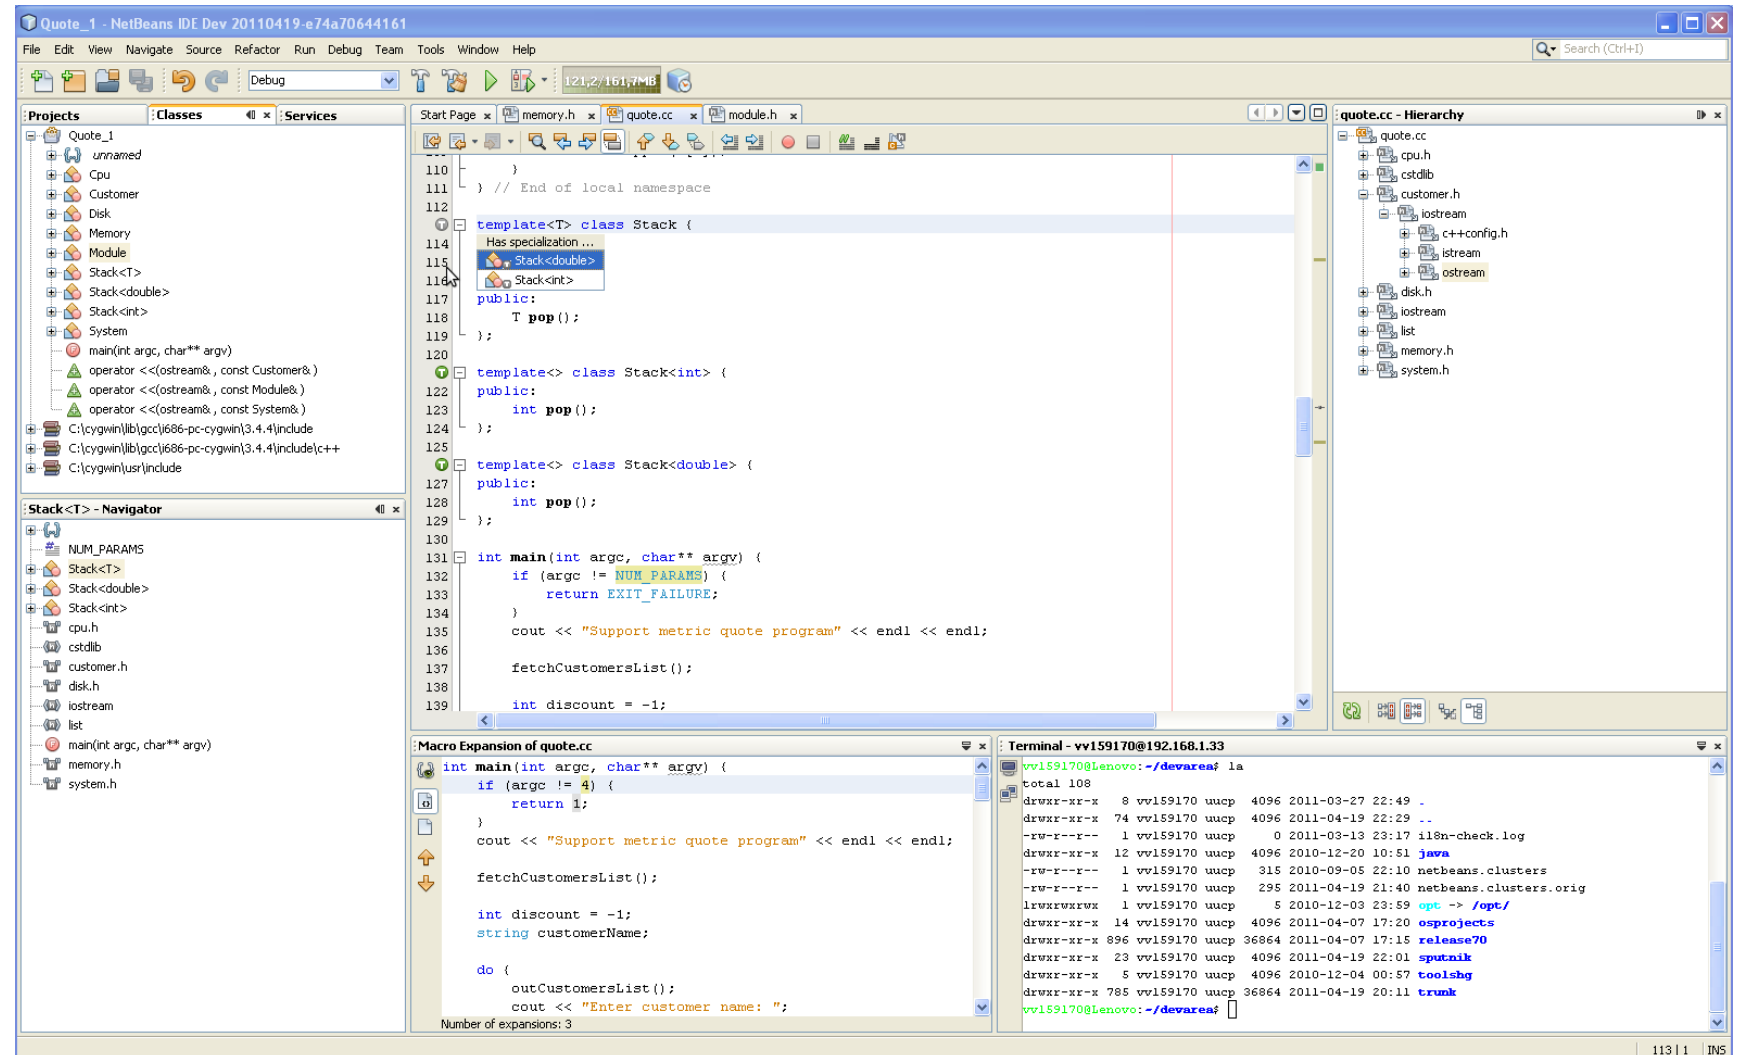 Quote_1 - NetBeans IDE Dev 20110419-e74a70644161
File Edit View Navigate Source Refactor Run Debug Team Tools Window Help
Search (Ctrl+I)
Debug
121,2/161,7MB
Projects Classes Services
Quote_1
unnamed
Cpu
Customer
Disk
Memory
Module
Stack<T>
Stack<double>
Stack<int>
System
main(int argc, char** argv)
operator <<(ostream& , const Customer& )
operator <<(ostream& , const Module& )
operator <<(ostream& , const System& )
C:\cygwin\lib\gcc\i686-pc-cygwin\3.4.4\include
C:\cygwin\lib\gcc\i686-pc-cygwin\3.4.4\include\c++
C:\cygwin\usr\include
Stack<T> - Navigator
NUM_PARAMS
Stack<T>
Stack<double>
Stack<int>
cpu.h
cstdlib
customer.h
disk.h
iostream
list
main(int argc, char** argv)
memory.h
system.h
Start Page memory.h quote.cc module.h
110 }
111 } // End of local namespace
112
template<T> class Stack {
114 Has specialization ...
115 Stack<double>
116 Stack<int>
117 public:
118 T pop();
119 };
120
template<> class Stack<int> {
122 public:
123 int pop();
124 };
125
template<> class Stack<double> {
127 public:
128 int pop();
129 };
130
131 int main(int argc, char** argv) {
132 if (argc != NUM_PARAMS) {
133 return EXIT_FAILURE;
134 }
135 cout << "Support metric quote program" << endl << endl;
136
137 fetchCustomersList();
138
139 int discount = -1;
quote.cc - Hierarchy
quote.cc
cpu.h
cstdlib
customer.h
iostream
c++config.h
istream
ostream
disk.h
iostream
list
memory.h
system.h
Macro Expansion of quote.cc
int main(int argc, char** argv) {
if (argc != 4) {
return 1;
}
cout << "Support metric quote program" << endl << endl;
fetchCustomersList();
int discount = -1;
string customerName;
do {
outCustomersList();
cout << "Enter customer name: ";
Number of expansions: 3
Terminal - vv159170@192.168.1.33
vv159170@Lenovo:~/devarea$ la
total 108
drwxr-xr-x 8 vv159170 uucp 4096 2011-03-27 22:49 .
drwxr-xr-x 74 vv159170 uucp 4096 2011-04-19 22:29 ..
-rw-r--r-- 1 vv159170 uucp 0 2011-03-13 23:17 i18n-check.log
drwxr-xr-x 12 vv159170 uucp 4096 2010-12-20 10:51 java
-rw-r--r-- 1 vv159170 uucp 315 2010-09-05 22:10 netbeans.clusters
-rw-r--r-- 1 vv159170 uucp 295 2011-04-19 21:40 netbeans.clusters.orig
lrwxrwxrwx 1 vv159170 uucp 5 2010-12-03 23:59 opt -> /opt/
drwxr-xr-x 14 vv159170 uucp 4096 2011-04-07 17:20 osprojects
drwxr-xr-x 896 vv159170 uucp 36864 2011-04-07 17:15 release70
drwxr-xr-x 23 vv159170 uucp 4096 2011-04-19 22:01 sputnik
drwxr-xr-x 5 vv159170 uucp 4096 2010-12-04 00:57 toolshg
drwxr-xr-x 785 vv159170 uucp 36864 2011-04-19 20:11 trunk
vv159170@Lenovo:~/devarea$
113 | 1 INS